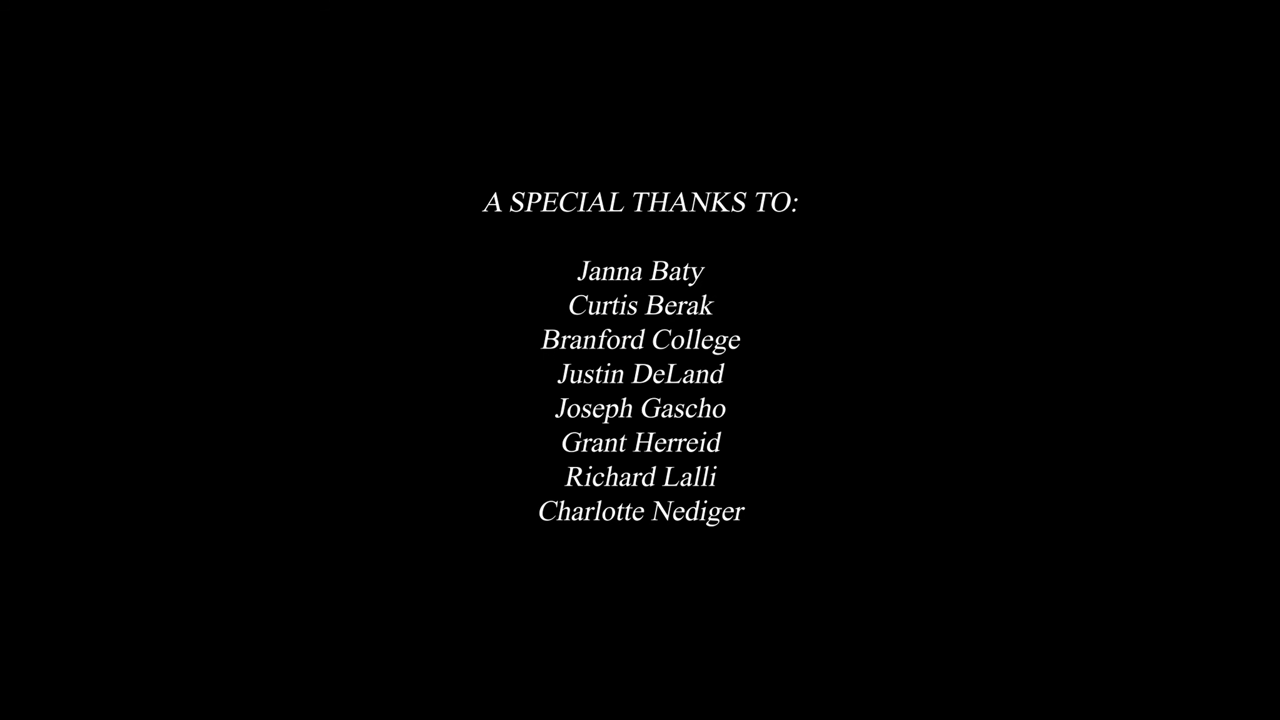 A SPECIAL THANKS TO:
Janna Baty
Curtis Berak
Branford College
Justin DeLand
Joseph Gascho
Grant Herreid
Richard Lalli
Charlotte Nediger